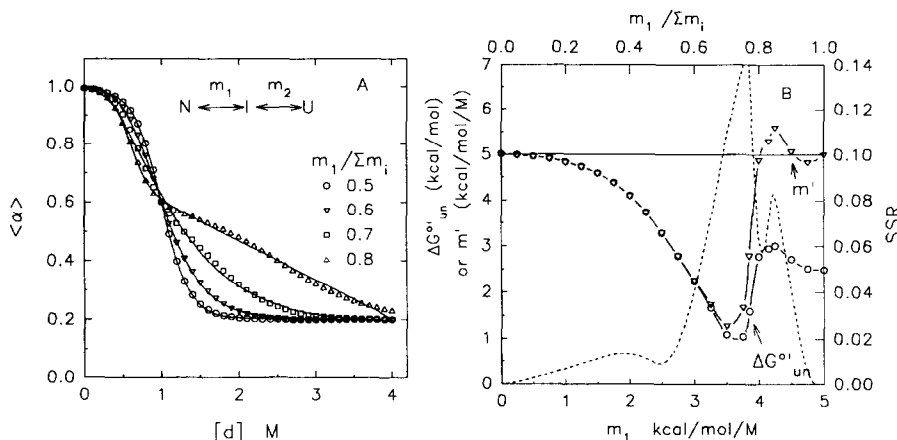 A
m₁ m₂
N ⟷ I ⟷ U
m₁/Σmᵢ
○ 0.5
▿ 0.6
□ 0.7
△ 0.8
<α>
1.0
0.8
0.6
0.4
0.2
0.0
0 1 2 3 4
[d] M
m₁/Σmᵢ
0.0 0.2 0.4 0.6 0.8 1.0
B
ΔG°'un (kcal/mol)
or m' (kcal/mol/M)
7
6
5
4
3
2
1
0
m'
ΔG°'un
0.14
0.12
0.10
0.08
0.06
0.04
0.02
0.00
SSR
0 1 2 3 4 5
m₁ kcal/mol/M